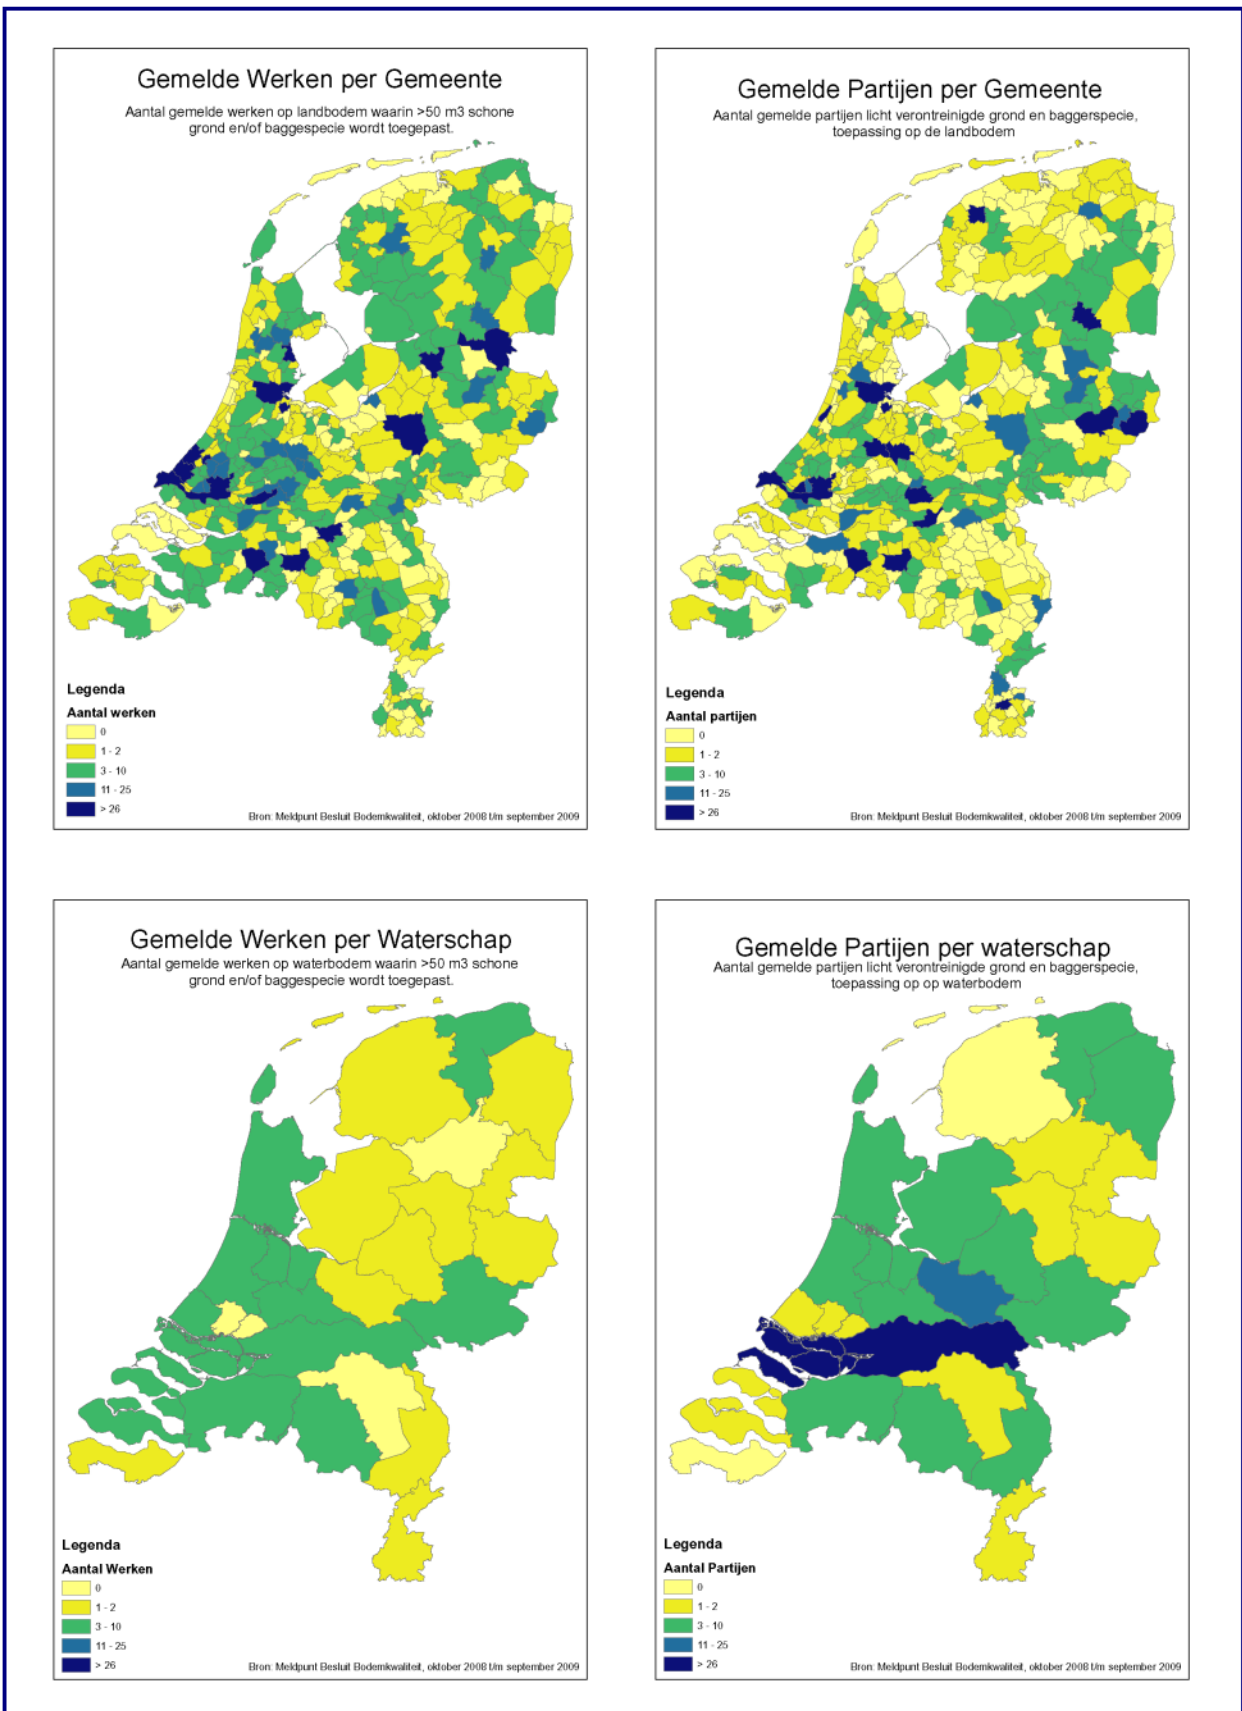 Gemelde Werken per Gemeente
Aantal gemelde werken op landbodem waarin >50 m3 schone
grond en/of baggespecie wordt toegepast.
Legenda
Aantal werken
0
1 - 2
3 - 10
11 - 25
> 26
Bron: Meldpunt Besluit Bodemkwaliteit, oktober 2008 t/m september 2009
Gemelde Partijen per Gemeente
Aantal gemelde partijen licht verontreinigde grond en baggerspecie,
toepassing op de landbodem
Legenda
Aantal partijen
0
1 - 2
3 - 10
11 - 25
> 26
Bron: Meldpunt Besluit Bodemkwaliteit, oktober 2008 t/m september 2009
Gemelde Werken per Waterschap
Aantal gemelde werken op waterbodem waarin >50 m3 schone
grond en/of baggespecie wordt toegepast.
Legenda
Aantal Werken
0
1 - 2
3 - 10
11 - 25
> 26
Bron: Meldpunt Besluit Bodemkwaliteit, oktober 2008 t/m september 2009
Gemelde Partijen per waterschap
Aantal gemelde partijen licht verontreinigde grond en baggerspecie,
toepassing op op waterbodem
Legenda
Aantal Partijen
0
1 - 2
3 - 10
11 - 25
> 26
Bron: Meldpunt Besluit Bodemkwaliteit, oktober 2008 t/m september 2009